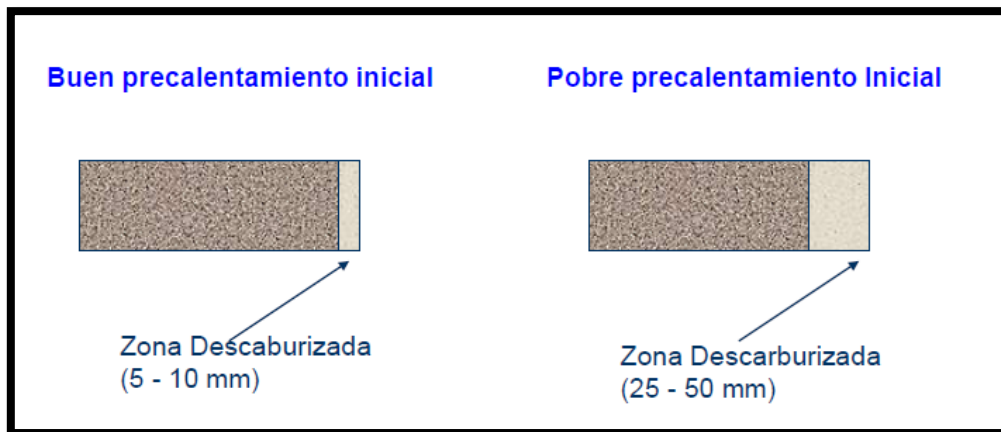 Buen precalentamiento inicial
Pobre precalentamiento Inicial
Zona Descaburizada
(5 - 10 mm)
Zona Descarburizada
(25 - 50 mm)